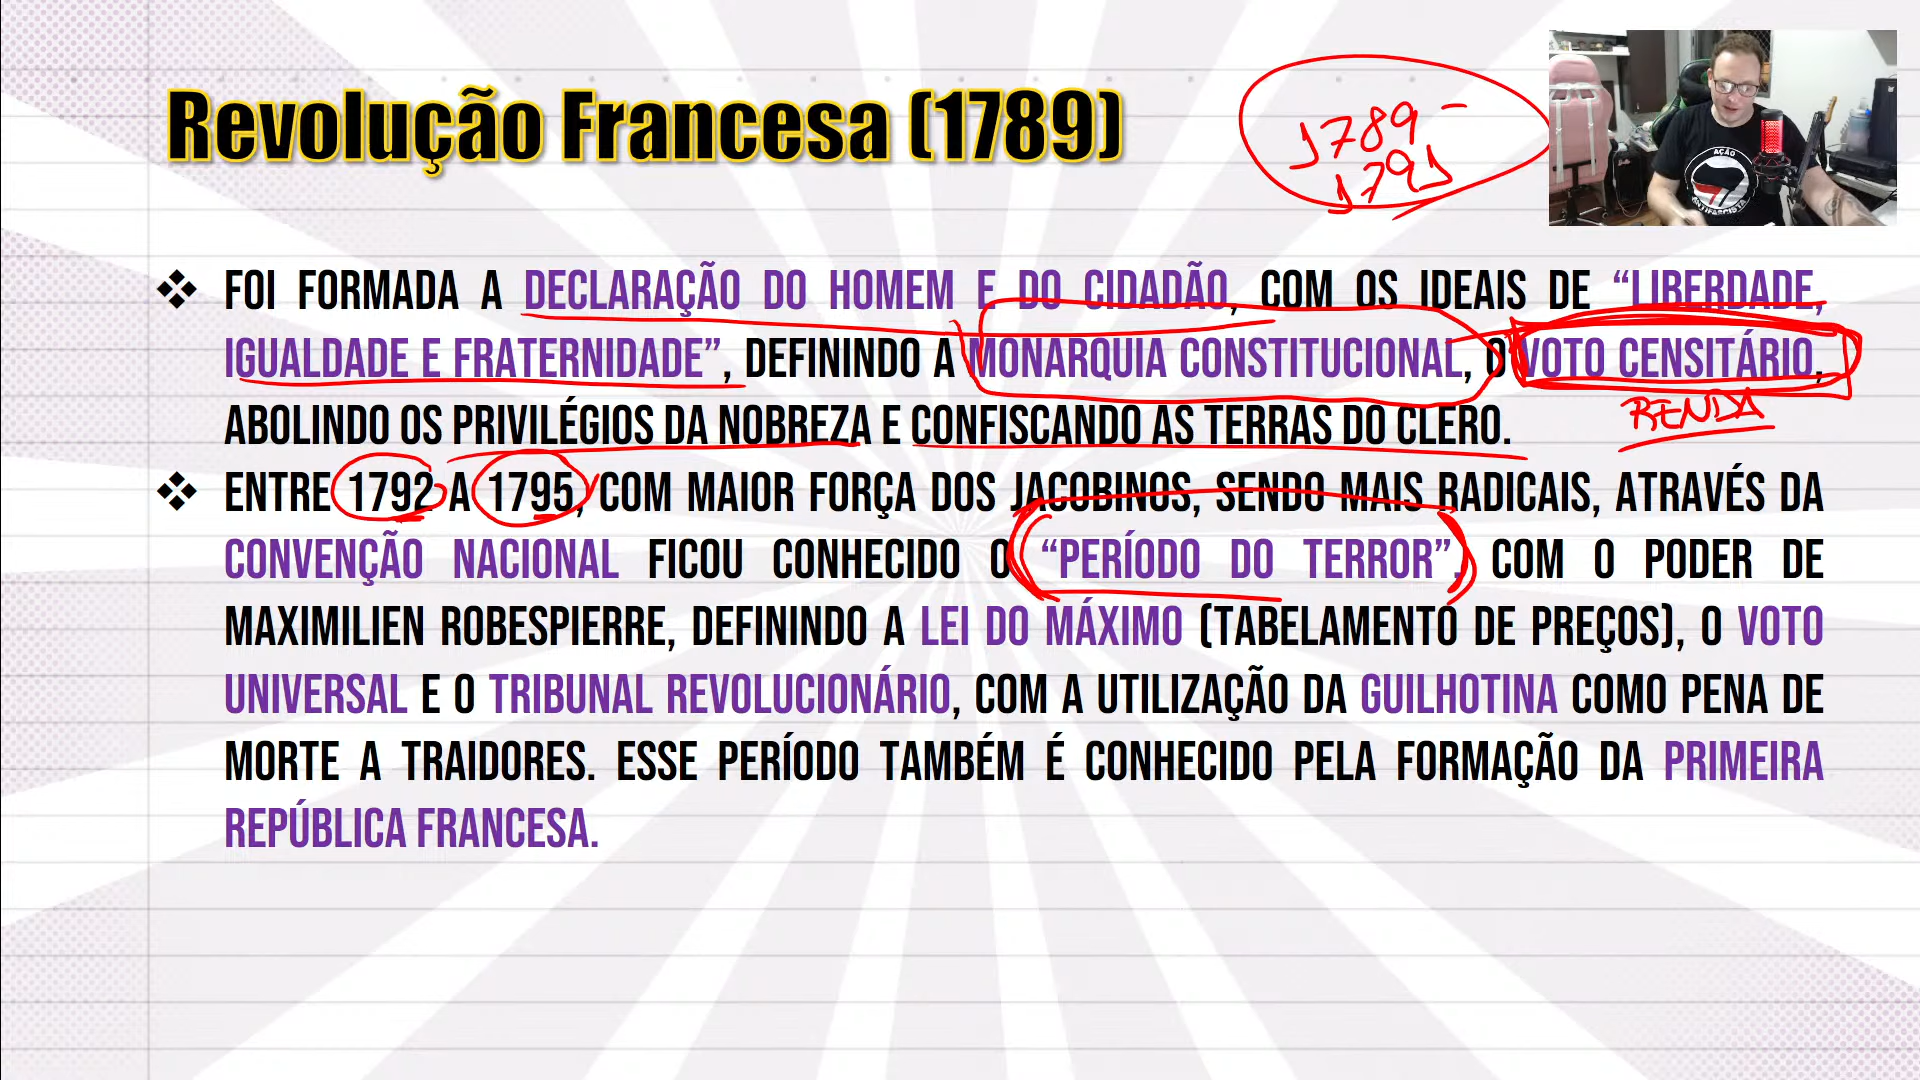 Revolução Francesa (1789)
1789 -
1791
AÇÃO
ANTIFASCISTA
❖ FOI FORMADA A DECLARAÇÃO DO HOMEM E DO CIDADÃO, COM OS IDEAIS DE “LIBERDADE,
IGUALDADE E FRATERNIDADE”, DEFININDO A MONARQUIA CONSTITUCIONAL, O VOTO CENSITÁRIO,
RENDA
ABOLINDO OS PRIVILÉGIOS DA NOBREZA E CONFISCANDO AS TERRAS DO CLERO.
❖ ENTRE 1792 A 1795, COM MAIOR FORÇA DOS JACOBINOS, SENDO MAIS RADICAIS, ATRAVÉS DA
CONVENÇÃO NACIONAL FICOU CONHECIDO O “PERÍODO DO TERROR”, COM O PODER DE
MAXIMILIEN ROBESPIERRE, DEFININDO A LEI DO MÁXIMO (TABELAMENTO DE PREÇOS), O VOTO
UNIVERSAL E O TRIBUNAL REVOLUCIONÁRIO, COM A UTILIZAÇÃO DA GUILHOTINA COMO PENA DE
MORTE A TRAIDORES. ESSE PERÍODO TAMBÉM É CONHECIDO PELA FORMAÇÃO DA PRIMEIRA
REPÚBLICA FRANCESA.